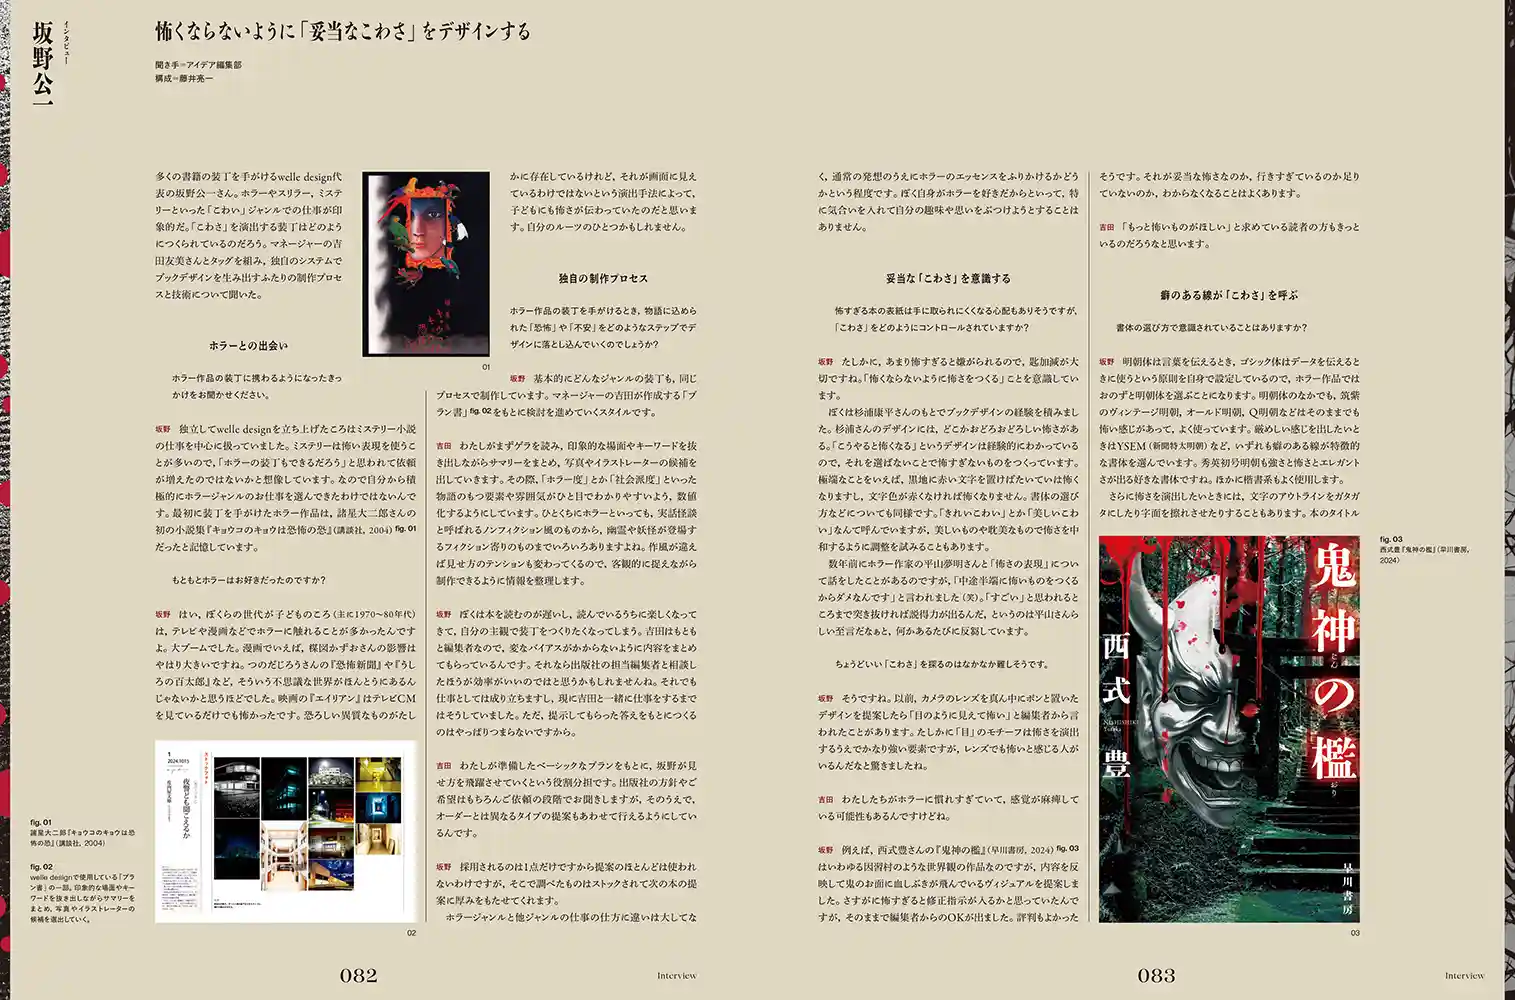 インタビュー
坂野公一
怖くならないように「妥当なこわさ」をデザインする
聞き手=アイデア編集部
構成=藤井亮一
多くの書籍の装丁を手がけるwelle design代
表の坂野公一さん。ホラーやスリラー，ミステ
リーといった「こわい」ジャンルでの仕事が印
象的だ。「こわさ」を演出する装丁はどのよう
につくられているのだろう。マネージャーの吉
田友美さんとタッグを組み，独自のシステムで
ブックデザインを生み出すふたりの制作プロセ
スと技術について聞いた。
ホラーとの出会い
ホラー作品の装丁に携わるようになったきっ
かけをお聞かせください。
坂野 独立してwelle designを立ち上げたころはミステリー小説
の仕事を中心に扱っていました。ミステリーは怖い表現を使うこ
とが多いので，「ホラーの装丁もできるだろう」と思われて依頼
が増えたのではないかと想像しています。なので自分から積
極的にホラージャンルのお仕事を選んできたわけではないんで
す。最初に装丁を手がけたホラー作品は，諸星大二郎さんの
初の小説集『キョウコのキョウは恐怖の恐』（講談社，2004）fig. 01
だったと記憶しています。
もともとホラーはお好きだったのですか？
坂野 はい，ぼくらの世代が子どものころ（主に1970〜80年代）
は，テレビや漫画などでホラーに触れることが多かったんです
よ。大ブームでした。漫画でいえば，楳図かずおさんの影響は
やはり大きいですね。つのだじろうさんの『恐怖新聞』や『うし
ろの百太郎』など，そういう不思議な世界がほんとうにあるん
じゃないかと思うほどでした。映画の『エイリアン』はテレビCM
を見ているだけでも怖かったです。恐ろしい異質なものがたし
01
かに存在しているけれど，それが画面に見え
ているわけではないという演出手法によって，
子どもにも怖さが伝わっていたのだと思いま
す。自分のルーツのひとつかもしれません。
独自の制作プロセス
ホラー作品の装丁を手がけるとき，物語に込めら
れた「恐怖」や「不安」をどのようなステップでデ
ザインに落とし込んでいくのでしょうか？
坂野 基本的にどんなジャンルの装丁も，同じ
プロセスで制作しています。マネージャーの吉田が作成する「プ
ラン書」fig. 02をもとに検討を進めていくスタイルです。
吉田 わたしがまずゲラを読み，印象的な場面やキーワードを抜
き出しながらサマリーをまとめ，写真やイラストレーターの候補を
出していきます。その際，「ホラー度」とか「社会派度」といった
物語のもつ要素や雰囲気がひと目でわかりやすいよう，数値
化するようにしています。ひとくちにホラーといっても，実話怪談
と呼ばれるノンフィクション風のものから，幽霊や妖怪が登場す
るフィクション寄りのものまでいろいろありますよね。作風が違え
ば見せ方のテンションも変わってくるので，客観的に捉えながら
制作できるように情報を整理します。
坂野 ぼくは本を読むのが遅いし，読んでいるうちに楽しくなって
きて，自分の主観で装丁をつくりたくなってしまう。吉田はもとも
と編集者なので，変なバイアスがかからないように内容をまとめ
てもらっているんです。それなら出版社の担当編集者と相談し
たほうが効率がいいのではと思うかもしれませんね。それでも
仕事としては成り立ちますし，現に吉田と一緒に仕事をするまで
はそうしていました。ただ，提示してもらった答えをもとにつくる
のはやっぱりつまらないですから。
吉田 わたしが準備したベーシックなプランをもとに，坂野が見
せ方を飛躍させていくという役割分担です。出版社の方針やご
希望はもちろんご依頼の段階でお聞きしますが，そのうえで，
オーダーとは異なるタイプの提案もあわせて行えるようにしてい
るんです。
坂野 採用されるのは1点だけですから提案のほとんどは使われ
ないわけですが，そこで調べたものはストックされて次の本の提
案に厚みをもたせてくれます。
ホラージャンルと他ジャンルの仕事の仕方に違いは大してな
fig. 01
諸星大二郎『キョウコのキョウは恐
怖の恐』（講談社，2004）
fig. 02
welle designで使用している「プラ
ン書」の一部。印象的な場面やキー
ワードを抜き出しながらサマリーを
まとめ，写真やイラストレーターの
候補を選出していく。
1
2024.1015
ストックフォト
夜警ども聞こえるか
02
082
Interview
く，通常の発想のうえにホラーのエッセンスをふりかけるかどう
かという程度です。ぼく自身がホラーを好きだからといって，特
に気合いを入れて自分の趣味や思いをぶつけようとすることは
ありません。
妥当な「こわさ」を意識する
怖すぎる本の表紙は手に取られにくくなる心配もありそうですが，
「こわさ」をどのようにコントロールされていますか？
坂野 たしかに，あまり怖すぎると嫌がられるので，匙加減が大
切ですね。「怖くならないように怖さをつくる」ことを意識してい
ます。
ぼくは杉浦康平さんのもとでブックデザインの経験を積みまし
た。杉浦さんのデザインには，どこかおどろおどろしい怖さがあ
る。「こうやると怖くなる」というデザインは経験的にわかっている
ので，それを選ばないことで怖すぎないものをつくっています。
極端なことをいえば，黒地に赤い文字を置けばたいていは怖く
なりますし，文字色が赤くなければ怖くなりません。書体の選び
方などについても同様です。「きれいこわい」とか「美しいこわ
い」なんて呼んでいますが，美しいものや耽美なもので怖さを中
和するように調整を試みることもあります。
数年前にホラー作家の平山夢明さんと「怖さの表現」につい
て話をしたことがあるのですが，「中途半端に怖いものをつくる
からダメなんです」と言われました（笑）。「すごい」と思われると
ころまで突き抜ければ説得力が出るんだ，というのは平山さんら
しい至言だなぁと，何かあるたびに反芻しています。
ちょうどいい「こわさ」を探るのはなかなか難しそうです。
坂野 そうですね。以前，カメラのレンズを真ん中にポンと置いた
デザインを提案したら「目のように見えて怖い」と編集者から言
われたことがあります。たしかに「目」のモチーフは怖さを演出
するうえでかなり強い要素ですが，レンズでも怖いと感じる人が
いるんだなと驚きましたね。
吉田 わたしたちがホラーに慣れすぎていて，感覚が麻痺して
いる可能性もあるんですけどね。
坂野 例えば，西式豊さんの『鬼神の檻』（早川書房，2024）fig. 03
はいわゆる因習村のような世界観の作品なのですが，内容を反
映して鬼のお面に血しぶきが飛んでいるヴィジュアルを提案しま
した。さすがに怖すぎると修正指示が入るかと思っていたんで
すが，そのままで編集者からのOKが出ました。評判もよかった
そうです。それが妥当な怖さなのか，行きすぎているのか足り
ていないのか，わからなくなることはよくあります。
吉田 「もっと怖いものがほしい」と求めている読者の方もきっと
いるのだろうなと思います。
癖のある線が「こわさ」を呼ぶ
書体の選び方で意識されていることはありますか？
坂野 明朝体は言葉を伝えるとき，ゴシック体はデータを伝えると
きに使うという原則を自身で設定しているので，ホラー作品では
おのずと明朝体を選ぶことになります。明朝体のなかでも，筑紫
のヴィンテージ明朝，オールド明朝，Q明朝などはそのままでも
怖い感じがあって，よく使っています。厳めしい感じを出したいと
きはYSEM（新聞特太明朝）など，いずれも癖のある線が特徴的
な書体を選んでいます。秀英初号明朝も強さと怖さとエレガント
さが出る好きな書体ですね。ほかに楷書系もよく使用します。
さらに怖さを演出したいときには，文字のアウトラインをガタガ
タにしたり字面を擦れさせたりすることもあります。本のタイトル
鬼神の檻
じん
おり
西式豊
NISHISHIKI
Yutaka
早川書房
03
fig. 03
西式豊『鬼神の檻』（早川書房，
2024）
083
Interview